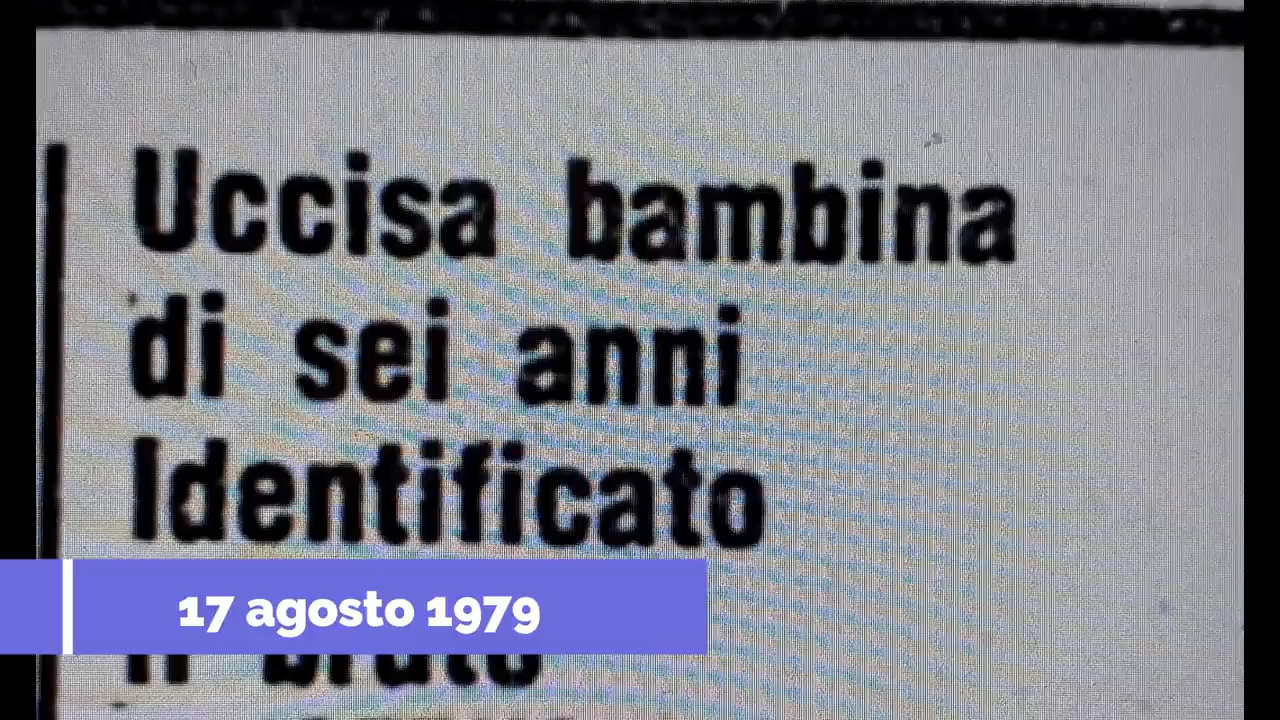 Uccisa bambina
di sei anni
Identificato
17 agosto 1979